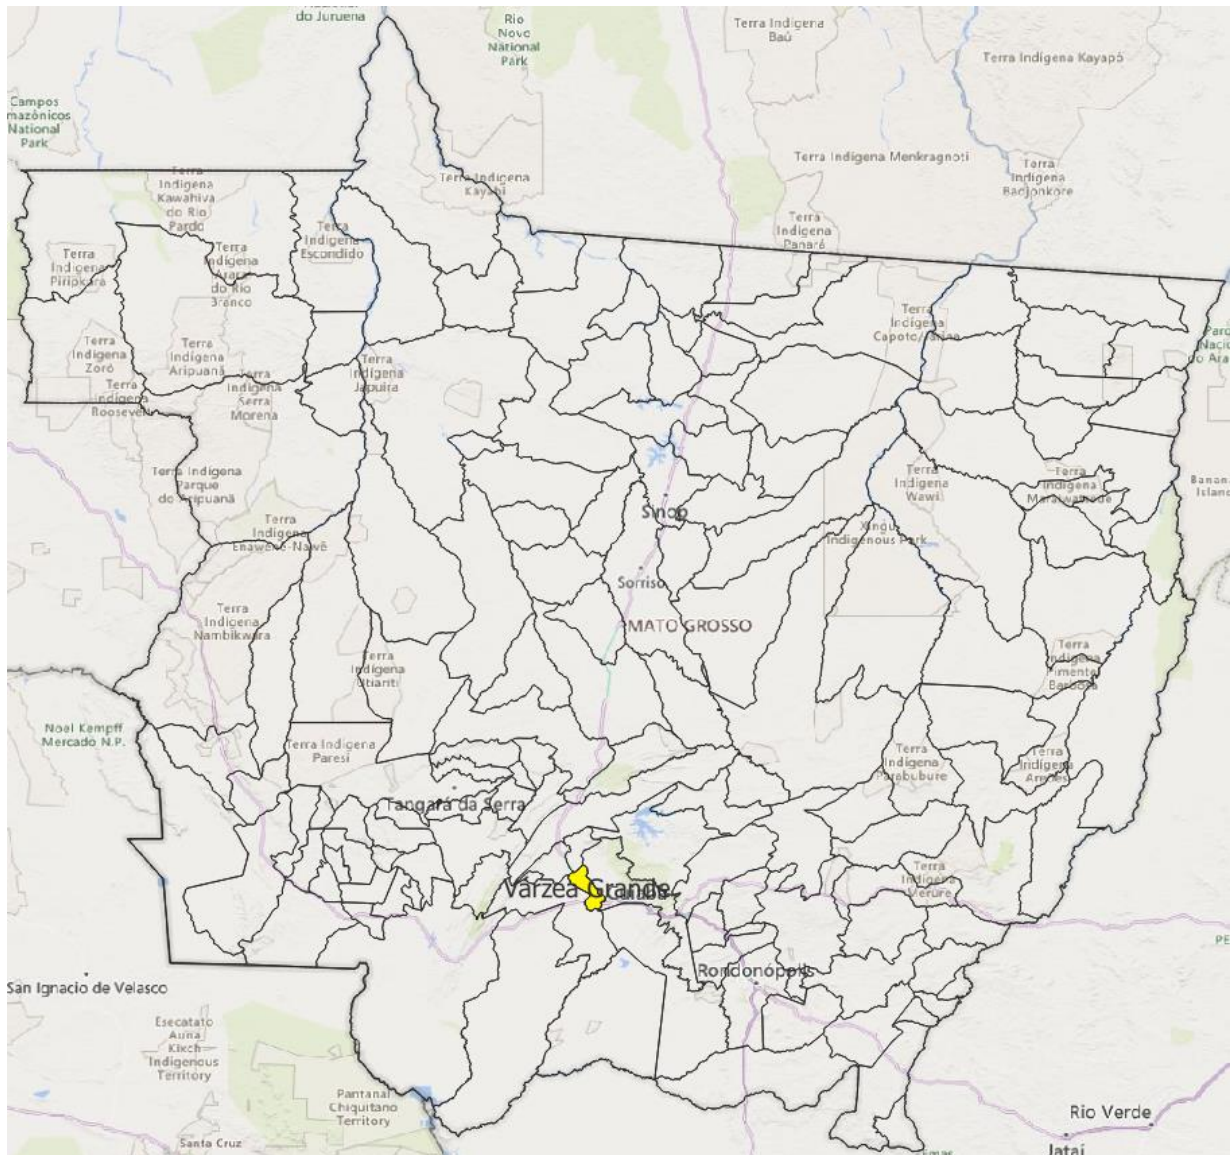 do Juruena
Rio
Novo
National
Park
Terra Indígena
Baú
Terra Indígena Kayapó
Campos
Amazônicos
National
Park
Terra
Indígena
Kawahiva
do Rio
Pardo
Terra Indígena
Kayabi
Terra Indígena Menkragnoti
Terra
Indígena
Badjonkore
Terra
Indígena
Panará
Terra
Indígena
Escondido
Terra
Indígena
Piripkura
Terra
Indígena
Arara
do Rio
Branco
Terra
Indígena
Zoró
Terra
Indígena
Aripuanã
Terra
Indígena
Japuira
Terra
Indígena
Capoto/Jarina
Terra
Indígena
Roosevelt
Terra
Indígena
Serra
Morena
Terra Indígena
Parque
do Aripuanã
Terra
Indígena
Enawenê-Nawê
Terra
Indígena
Wawi
Terra
Indígena
Maraiwatsede
Sinop
Xingu
Indigenous Park
Sorriso
MATO GROSSO
Terra
Indígena
Nambikwara
Terra
Indígena
Utiariti
Terra
Indígena
Pimentel
Barbosa
Noel Kempff
Mercado N.P.
Terra Indígena
Paresi
Terra
Indígena
Parabubure
Terra
Indígena
Areões
Tangará da Serra
Várzea Grande
Cuiabá
Terra
Indígena
Merure
Rondonópolis
San Ignacio de Velasco
Esecatato
Auna
Kixch
Indigenous
Territory
Pantanal
Chiquitano
Territory
Santa Cruz
Rio Verde
Jataí